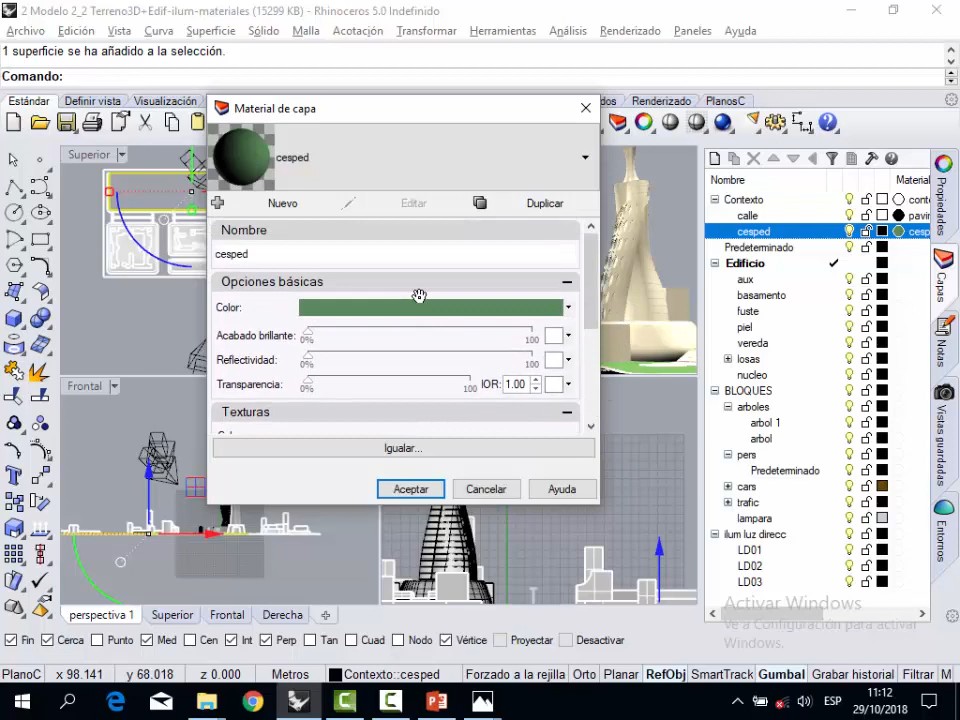 2 Modelo 2_2 Terreno3D+Edif-ilum-materiales (15299 KB) - Rhinoceros 5.0 Indefinido
Archivo Edición Vista Curva Superficie Sólido Malla Acotación Transformar Herramientas Análisis Renderizado Paneles Ayuda
1 superficie se ha añadido a la selección.
Comando:
Estándar Definir vista Visualización
Renderizado PlanosC
Material de capa
cesped
Nuevo Editar Duplicar
Nombre
cesped
Opciones básicas
Color:
Acabado brillante: 0% 100
Reflectividad: 0% 100
Transparencia: 0% 100 IOR: 1.00
Texturas
Igualar...
Aceptar Cancelar Ayuda
Superior
Frontal
Nombre Material
Contexto
calle
cesped
Predeterminado
Edificio
aux
basamento
fuste
piel
vereda
losas
nucleo
BLOQUES
arboles
arbol 1
arbol
pers
Predeterminado
cars
trafic
lampara
ilum luz direcc
LD01
LD02
LD03
Propiedades
Capas
Notas
Vistas guardadas
Entornos
Activar Windows
Ve a Configuración para activar
Windows.
perspectiva 1 Superior Frontal Derecha
Fin Cerca Punto Med Cen Int Perp Tan Cuad Nodo Vértice Proyectar Desactivar
PlanoC x 98.141 y 68.018 z 0.000 Metros Contexto::cesped Forzado a la rejilla Orto Planar RefObj SmartTrack Gumbal Grabar historial Filtrar M
ESP
11:12
29/10/2018